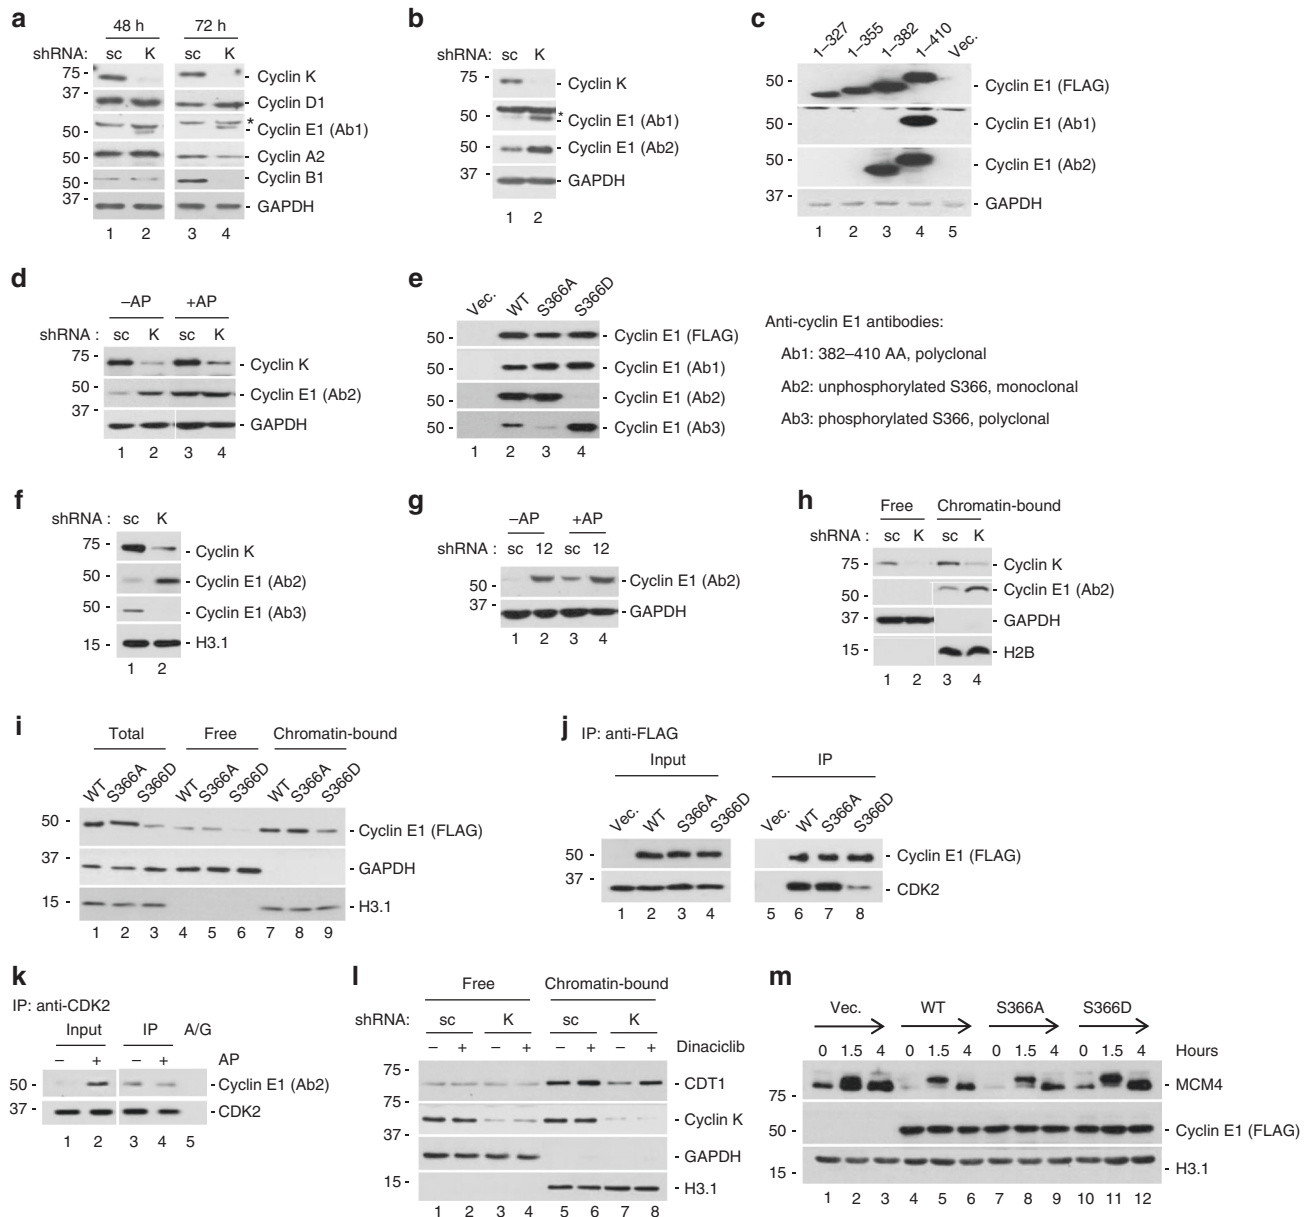 a
48 h 72 h
shRNA: sc K sc K
75 - - Cyclin K
37 - - Cyclin D1
*
50 - - Cyclin E1 (Ab1)
50 - - Cyclin A2
50 - - Cyclin B1
37 - - GAPDH
1 2 3 4
b
shRNA: sc K
75 - - Cyclin K
*
50 - - Cyclin E1 (Ab1)
50 - - Cyclin E1 (Ab2)
37 - - GAPDH
1 2
c
1–327 1–355 1–382 1–410 Vec.
50 - - Cyclin E1 (FLAG)
50 - - Cyclin E1 (Ab1)
50 - - Cyclin E1 (Ab2)
37 - - GAPDH
1 2 3 4 5
d
–AP +AP
shRNA : sc K sc K
75 - - Cyclin K
50 - - Cyclin E1 (Ab2)
37 - - GAPDH
1 2 3 4
e
Vec. WT S366A S366D
50 - - Cyclin E1 (FLAG)
50 - - Cyclin E1 (Ab1)
50 - - Cyclin E1 (Ab2)
50 - - Cyclin E1 (Ab3)
1 2 3 4
Anti-cyclin E1 antibodies:
Ab1: 382–410 AA, polyclonal
Ab2: unphosphorylated S366, monoclonal
Ab3: phosphorylated S366, polyclonal
f
shRNA : sc K
75 - - Cyclin K
50 - - Cyclin E1 (Ab2)
50 - - Cyclin E1 (Ab3)
15 - - H3.1
1 2
g
–AP +AP
shRNA : sc 12 sc 12
50 - - Cyclin E1 (Ab2)
37 - - GAPDH
1 2 3 4
h
Free Chromatin-bound
shRNA : sc K sc K
75 - - Cyclin K
50 - - Cyclin E1 (Ab2)
37 - - GAPDH
15 - - H2B
1 2 3 4
i
Total Free Chromatin-bound
WT S366A S366D WT S366A S366D WT S366A S366D
50 - - Cyclin E1 (FLAG)
37 - - GAPDH
15 - - H3.1
1 2 3 4 5 6 7 8 9
j
IP: anti-FLAG
Input IP
Vec. WT S366A S366D Vec. WT S366A S366D
50 - - Cyclin E1 (FLAG)
37 - - CDK2
1 2 3 4 5 6 7 8
k
IP: anti-CDK2
Input IP A/G
– + – + AP
50 - - Cyclin E1 (Ab2)
37 - - CDK2
1 2 3 4 5
l
Free Chromatin-bound
shRNA: sc K sc K
– + – + – + – + Dinaciclib
75 - - CDT1
75 - - Cyclin K
37 - - GAPDH
15 - - H3.1
1 2 3 4 5 6 7 8
m
Vec. WT S366A S366D
0 1.5 4 0 1.5 4 0 1.5 4 0 1.5 4 Hours
75 - - MCM4
50 - - Cyclin E1 (FLAG)
15 - - H3.1
1 2 3 4 5 6 7 8 9 10 11 12